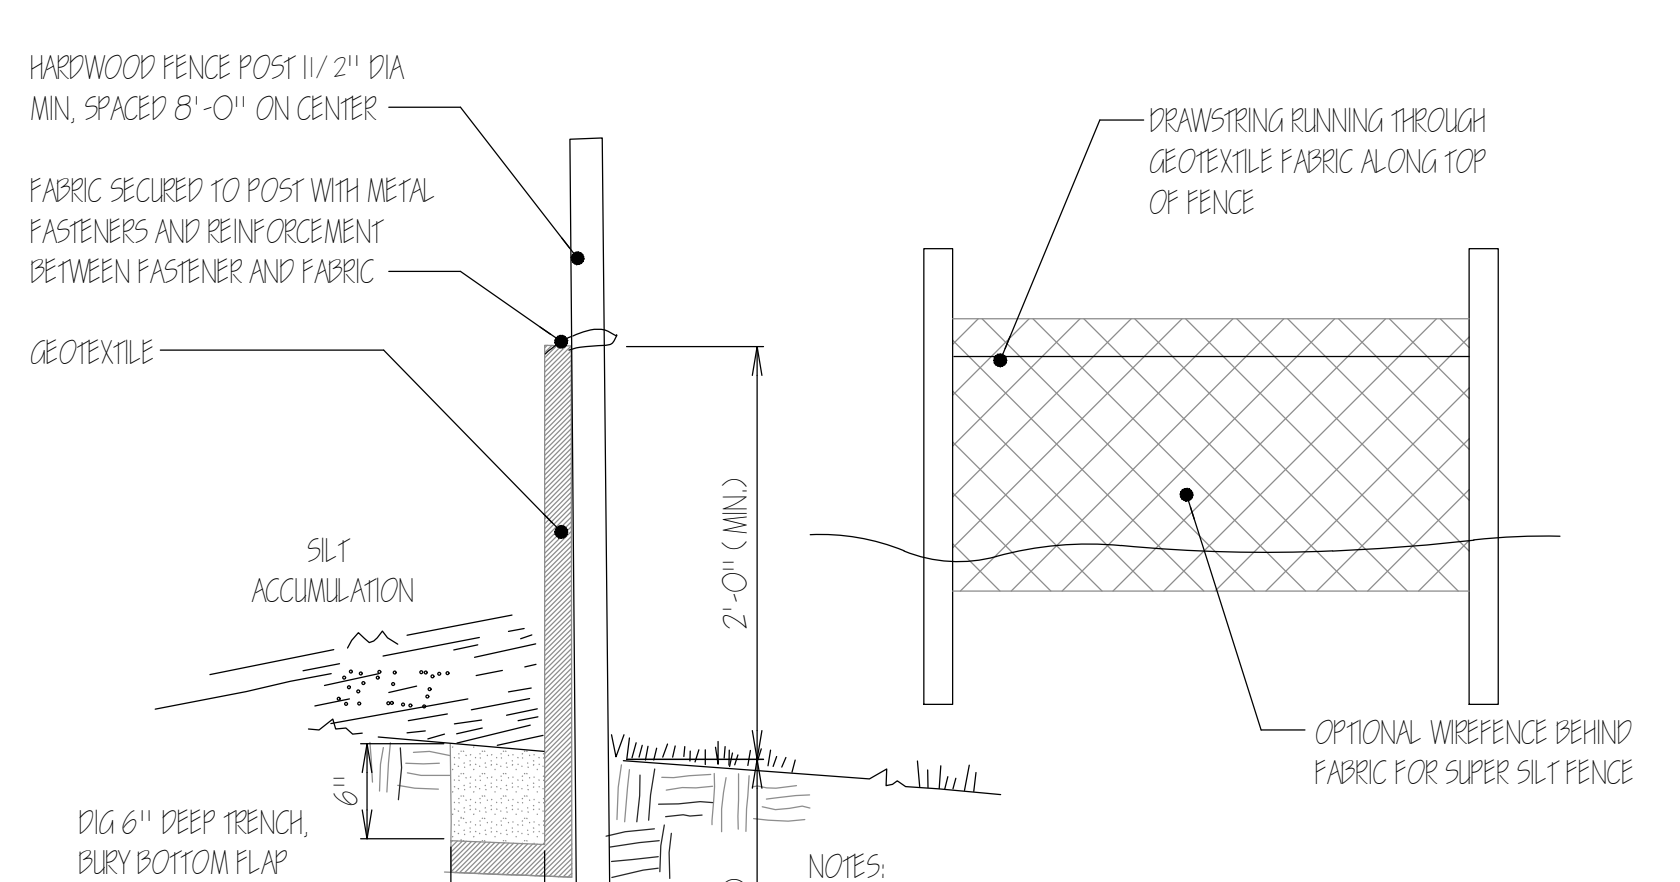 HARDWOOD FENCE POST 11/2" DIA
MIN, SPACED 8'-0" ON CENTER
FABRIC SECURED TO POST WITH METAL
FASTENERS AND REINFORCEMENT
BETWEEN FASTENER AND FABRIC
GEOTEXTILE
SILT
ACCUMULATION
6"
DIG 6" DEEP TRENCH,
BURY BOTTOM FLAP
2'-0" (MIN.)
DRAWSTRING RUNNING THROUGH
GEOTEXTILE FABRIC ALONG TOP
OF FENCE
OPTIONAL WIREFENCE BEHIND
FABRIC FOR SUPER SILT FENCE
NOTES: